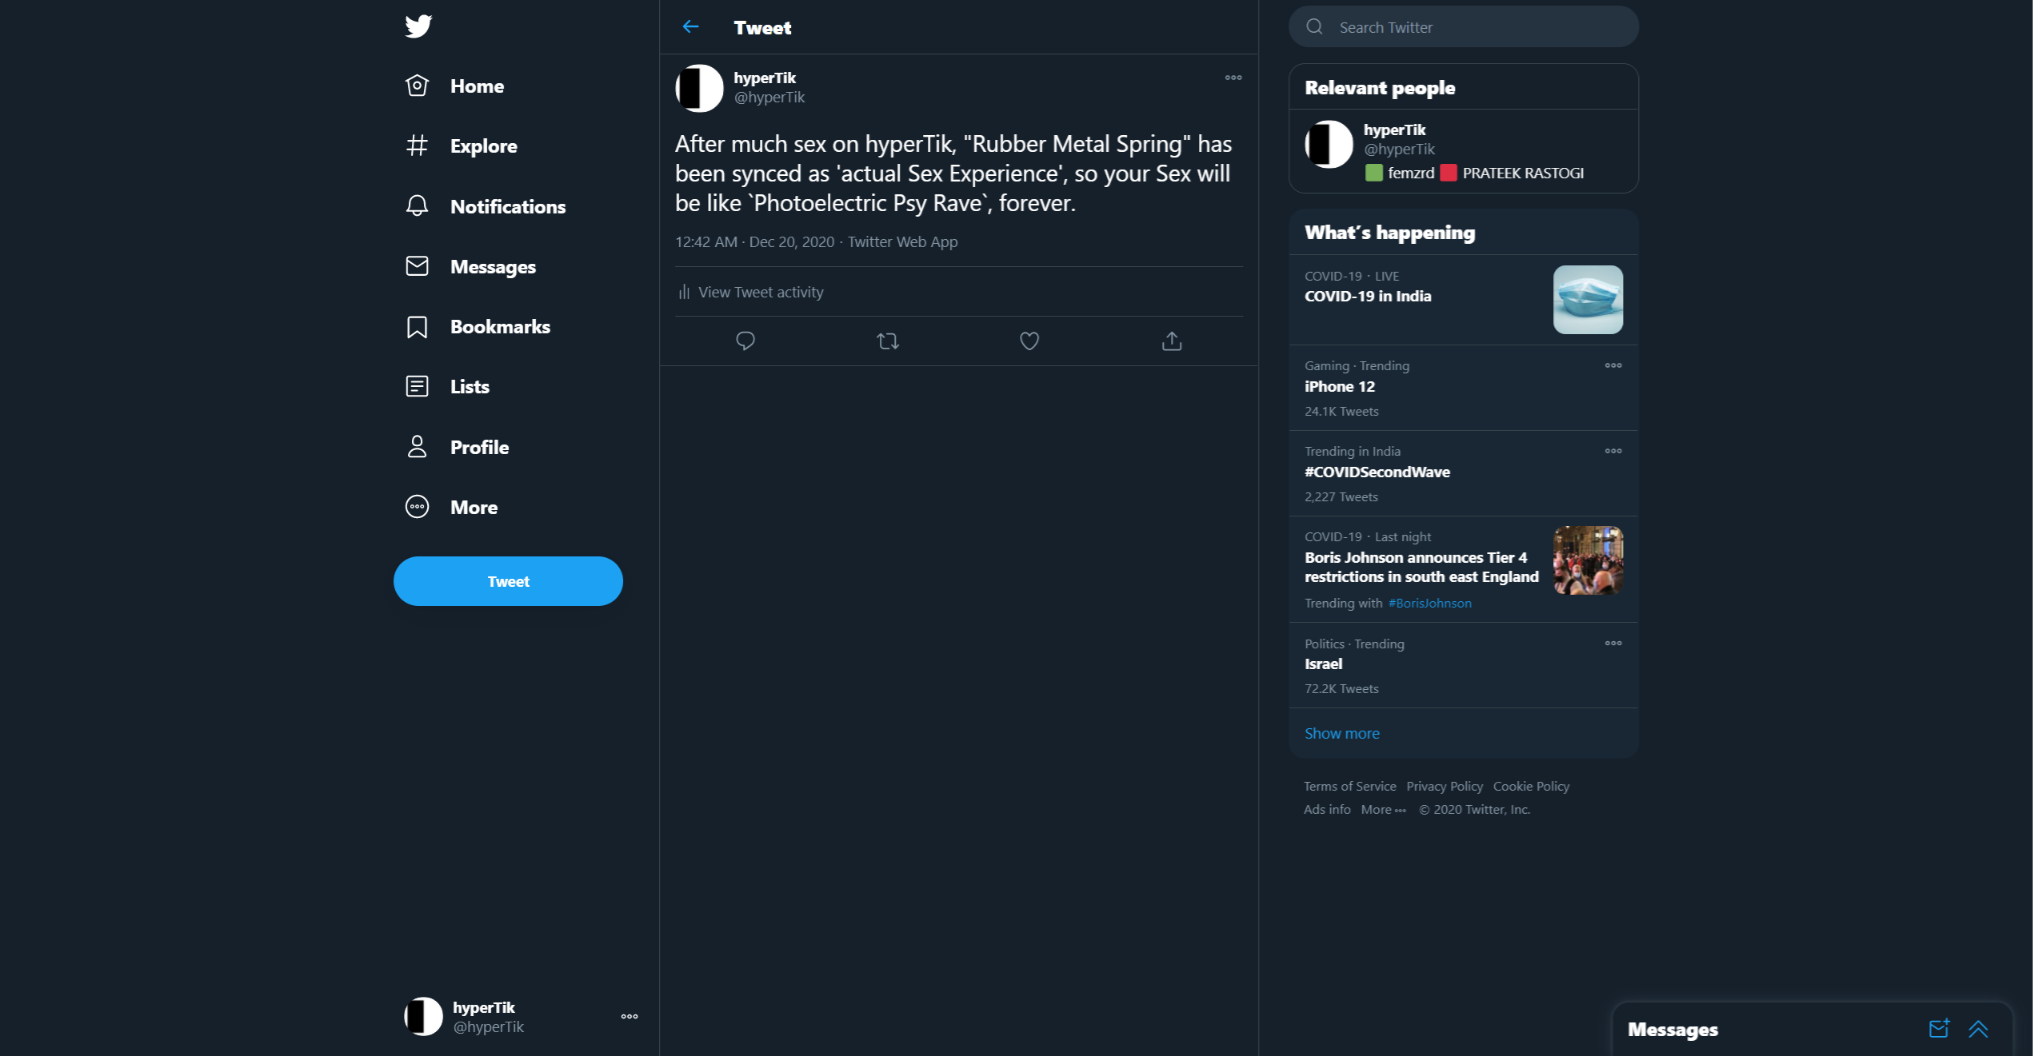 Home
Explore
Notifications
Messages
Bookmarks
Lists
Profile
More
Tweet
hyperTik
@hyperTik
Tweet
hyperTik
@hyperTik
After much sex on hyperTik, "Rubber Metal Spring" has
been synced as 'actual Sex Experience', so your Sex will
be like `Photoelectric Psy Rave`, forever.
12:42 AM · Dec 20, 2020 · Twitter Web App
View Tweet activity
Search Twitter
Relevant people
hyperTik
@hyperTik
🟩 femzrd 🟥 PRATEEK RASTOGI
What's happening
COVID-19 · LIVE
COVID-19 in India
Gaming · Trending
iPhone 12
24.1K Tweets
Trending in India
#COVIDSecondWave
2,227 Tweets
COVID-19 · Last night
Boris Johnson announces Tier 4
restrictions in south east England
Trending with #BorisJohnson
Politics · Trending
Israel
72.2K Tweets
Show more
Terms of Service Privacy Policy Cookie Policy
Ads info More ··· © 2020 Twitter, Inc.
Messages